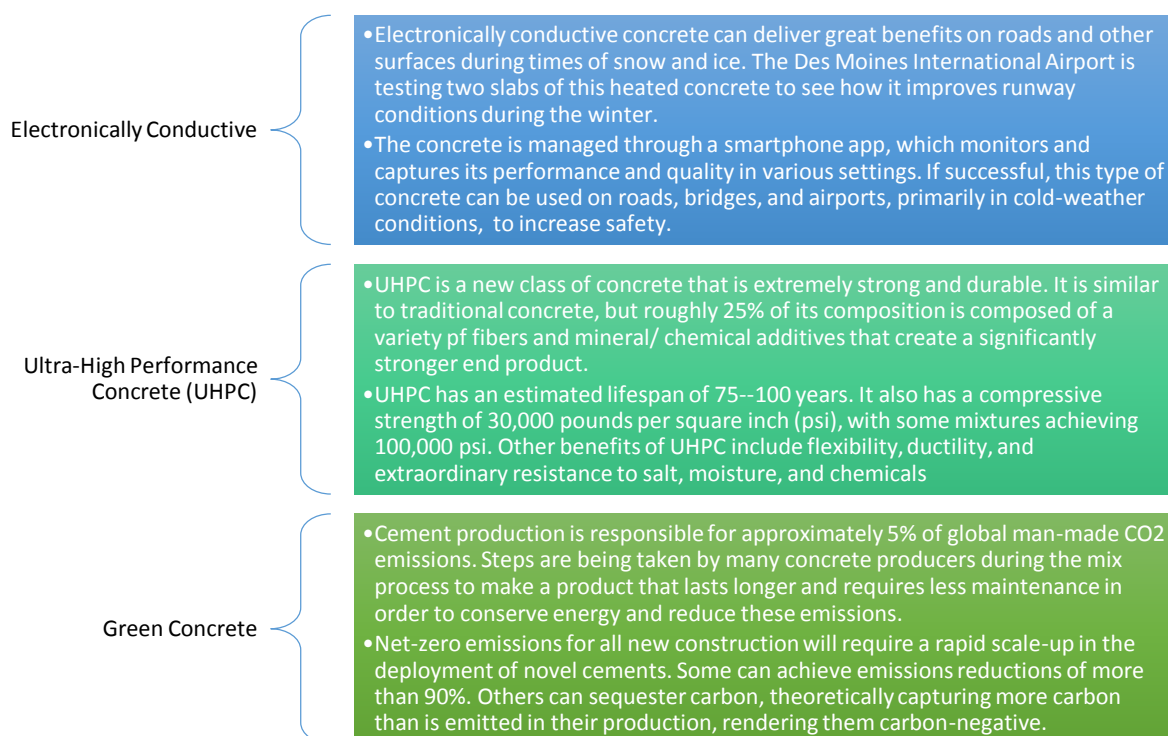 Electronically Conductive
•Electronically conductive concrete can deliver great benefits on roads and other
surfaces during times of snow and ice. The Des Moines International Airport is
testing two slabs of this heated concrete to see how it improves runway
conditions during the winter.
•The concrete is managed through a smartphone app, which monitors and
captures its performance and quality in various settings. If successful, this type of
concrete can be used on roads, bridges, and airports, primarily in cold-weather
conditions,  to increase safety.
Ultra-High Performance
Concrete (UHPC)
•UHPC is a new class of concrete that is extremely strong and durable. It is similar
to traditional concrete, but roughly 25% of its composition is composed of a
variety pf fibers and mineral/ chemical additives that create a significantly
stronger end product.
•UHPC has an estimated lifespan of 75--100 years. It also has a compressive
strength of 30,000 pounds per square inch (psi), with some mixtures achieving
100,000 psi. Other benefits of UHPC include flexibility, ductility, and
extraordinary resistance to salt, moisture, and chemicals
Green Concrete
•Cement production is responsible for approximately 5% of global man-made CO2
emissions. Steps are being taken by many concrete producers during the mix
process to make a product that lasts longer and requires less maintenance in
order to conserve energy and reduce these emissions.
•Net-zero emissions for all new construction will require a rapid scale-up in the
deployment of novel cements. Some can achieve emissions reductions of more
than 90%. Others can sequester carbon, theoretically capturing more carbon
than is emitted in their production, rendering them carbon-negative.